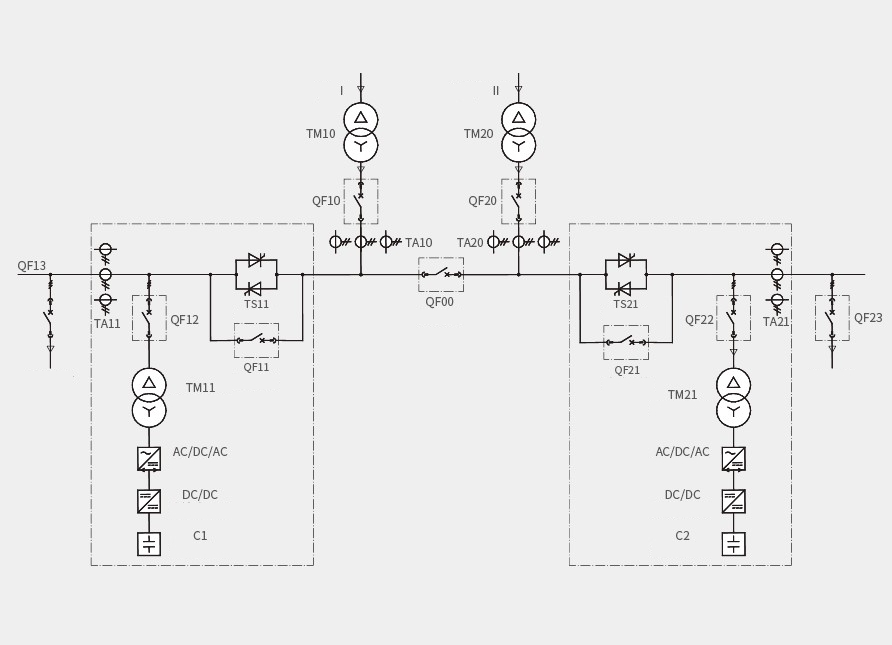 I
II
TM10
TM20
QF10
QF20
TA10
TA20
QF13
QF00
TS11
TS21
TA11
QF12
QF22
TA21
QF23
QF11
QF21
TM11
TM21
AC/DC/AC
AC/DC/AC
DC/DC
DC/DC
C1
C2